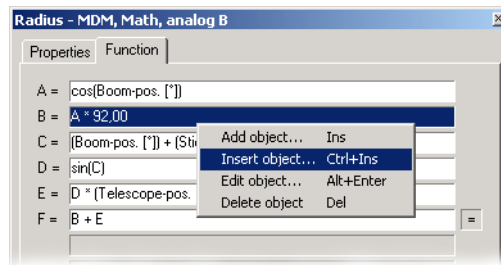 Radius - MDM, Math, analog B
Properties Function
A = cos(Boom-pos. [°])
B = A * 92,00
C = (Boom-pos. [°]) + (Sti
D = sin(C)
E = D * (Telescope-pos.
F = B + E =
Add object... Ins
Insert object... Ctrl+Ins
Edit object... Alt+Enter
Delete object Del